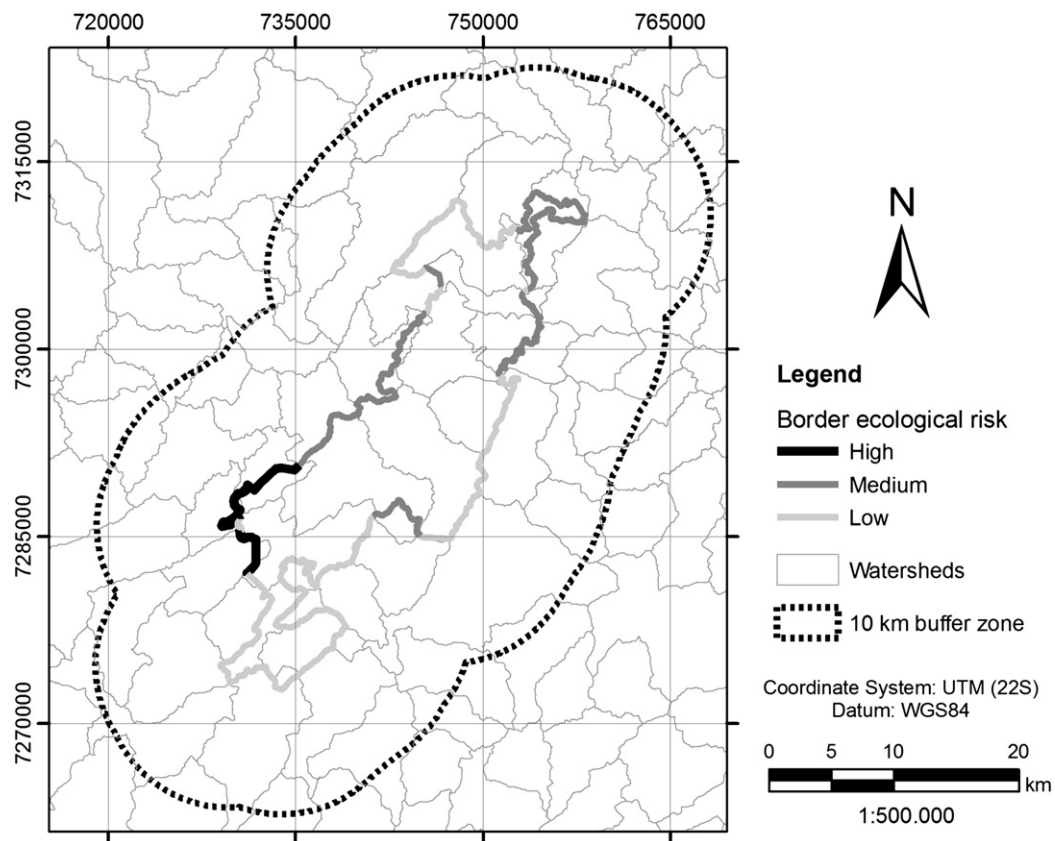 720000 735000 750000 765000
7315000
7300000
7285000
7270000
N
Legend
Border ecological risk
High
Medium
Low
Watersheds
10 km buffer zone
Coordinate System: UTM (22S)
Datum: WGS84
0 5 10 20
km
1:500.000